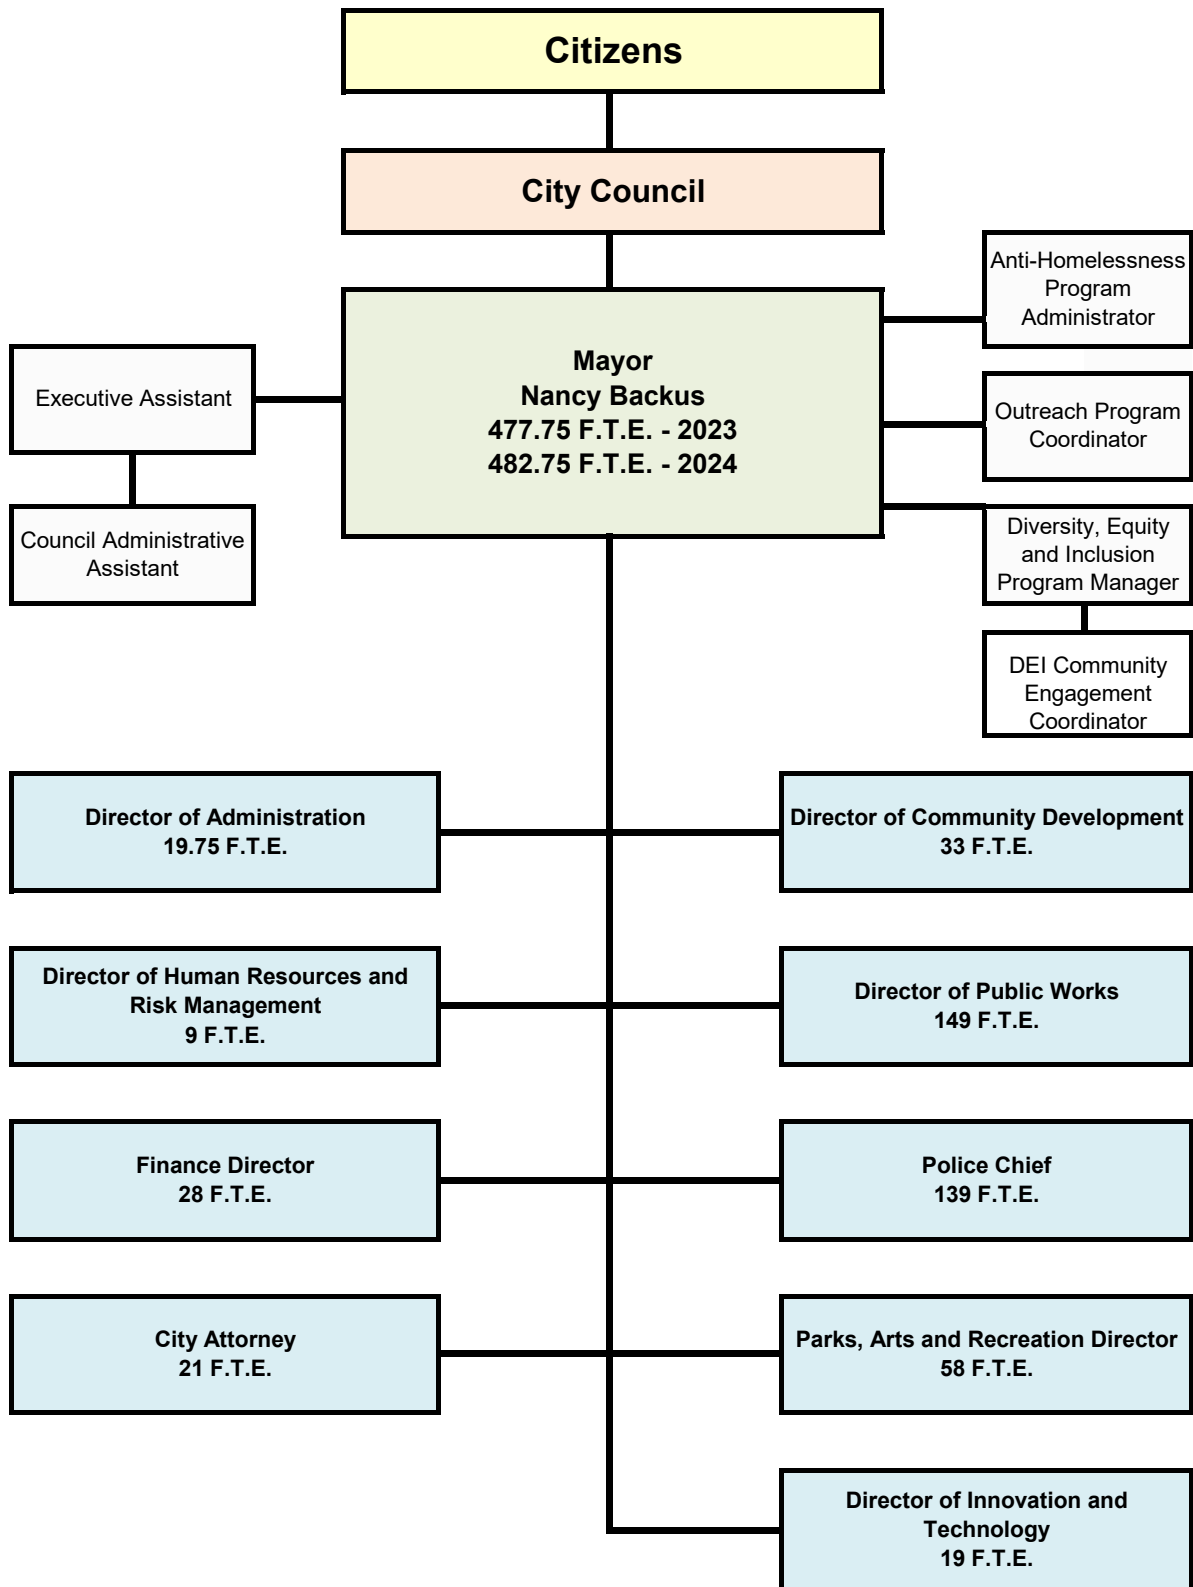 Citizens
City Council
Anti-Homelessness
Program
Administrator
Mayor
Nancy Backus
477.75 F.T.E. - 2023
482.75 F.T.E. - 2024
Executive Assistant
Outreach Program
Coordinator
Council Administrative
Assistant
Diversity, Equity
and Inclusion
Program Manager
DEI Community
Engagement
Coordinator
Director of Administration
19.75 F.T.E.
Director of Community Development
33 F.T.E.
Director of Human Resources and
Risk Management
9 F.T.E.
Director of Public Works
149 F.T.E.
Finance Director
28 F.T.E.
Police Chief
139 F.T.E.
City Attorney
21 F.T.E.
Parks, Arts and Recreation Director
58 F.T.E.
Director of Innovation and
Technology
19 F.T.E.